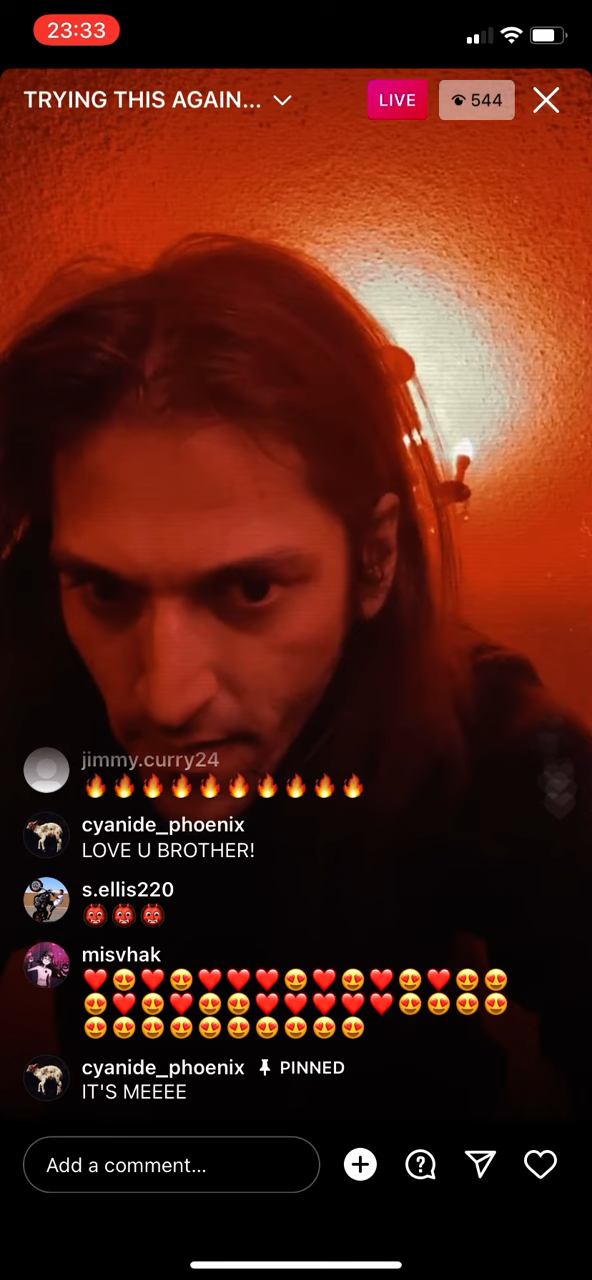 23:33
TRYING THIS AGAIN...
LIVE
544
jimmy.curry24
🔥🔥🔥🔥🔥🔥🔥🔥🔥🔥
cyanide_phoenix
LOVE U BROTHER!
s.ellis220
👹👹👹
misvhak
❤️😍❤️😍❤️❤️❤️😍❤️😍❤️😍❤️😍😍
😍❤️😍❤️😍😍❤️❤️❤️❤️❤️😍😍😍😍
😍😍😍😍😍😍😍😍😍😍
cyanide_phoenix PINNED
IT'S MEEEE
Add a comment...